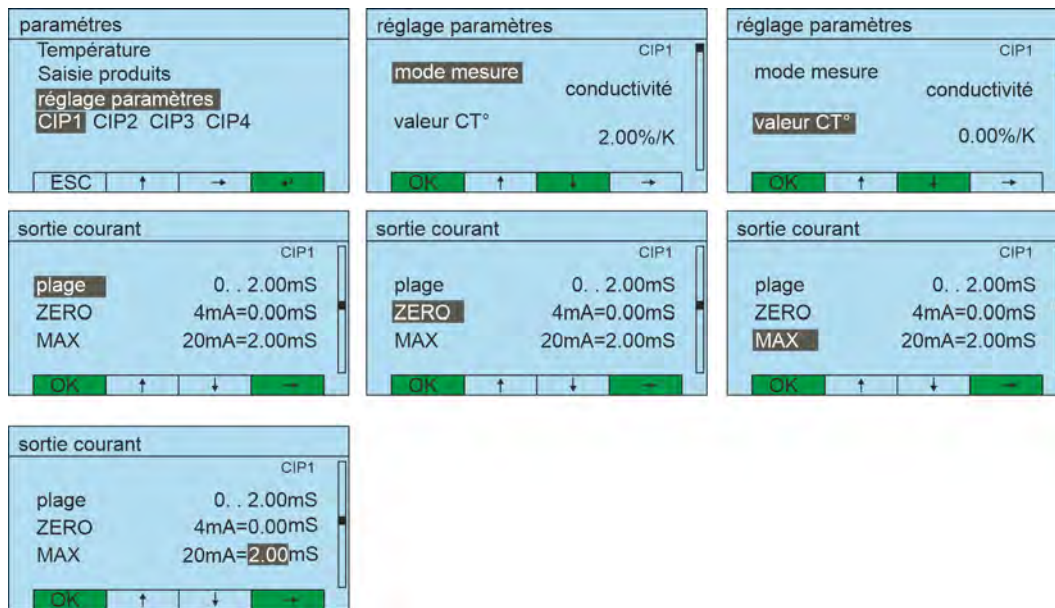 paramétres
Température
Saisie produits
réglage paramètres
CIP1 CIP2 CIP3 CIP4
ESC ↑ → ↵
réglage paramètres
CIP1
mode mesure
conductivité
valeur CT°
2.00%/K
OK ↑ ↓ →
réglage paramètres
CIP1
mode mesure
conductivité
valeur CT°
0.00%/K
OK ↑ ↓ →
sortie courant
CIP1
plage 0. . 2.00mS
ZERO 4mA=0.00mS
MAX 20mA=2.00mS
OK ↑ ↓ →
sortie courant
CIP1
plage 0. . 2.00mS
ZERO 4mA=0.00mS
MAX 20mA=2.00mS
OK ↑ ↓ →
sortie courant
CIP1
plage 0. . 2.00mS
ZERO 4mA=0.00mS
MAX 20mA=2.00mS
OK ↑ ↓ →
sortie courant
CIP1
plage 0. . 2.00mS
ZERO 4mA=0.00mS
MAX 20mA=2.00mS
OK ↑ ↓ →